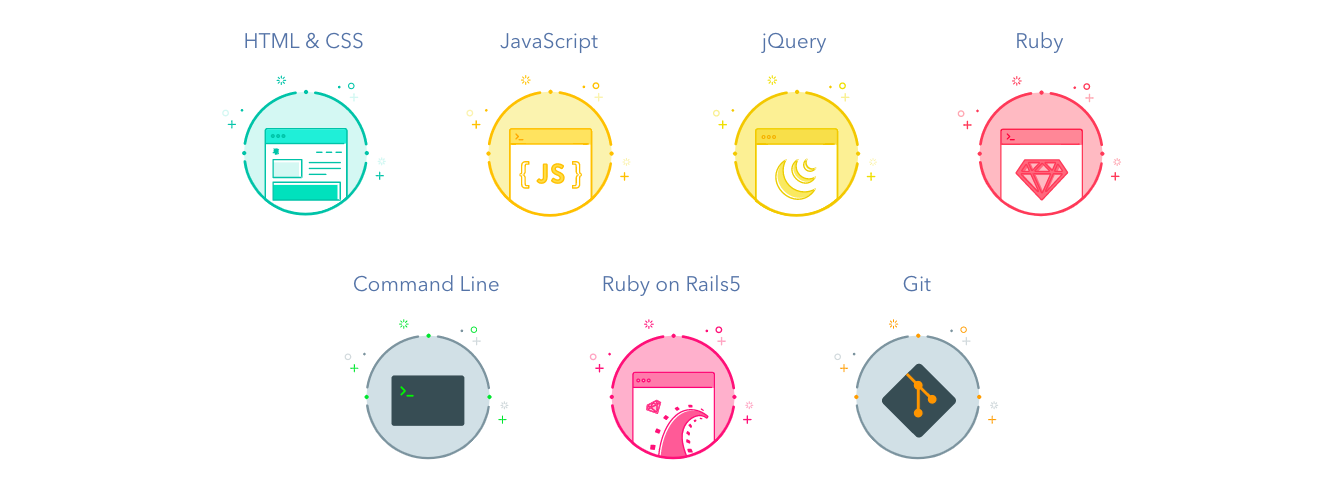 HTML & CSS
JavaScript
jQuery
Ruby
>_
{ JS }
>_
Command Line
Ruby on Rails5
Git
>_